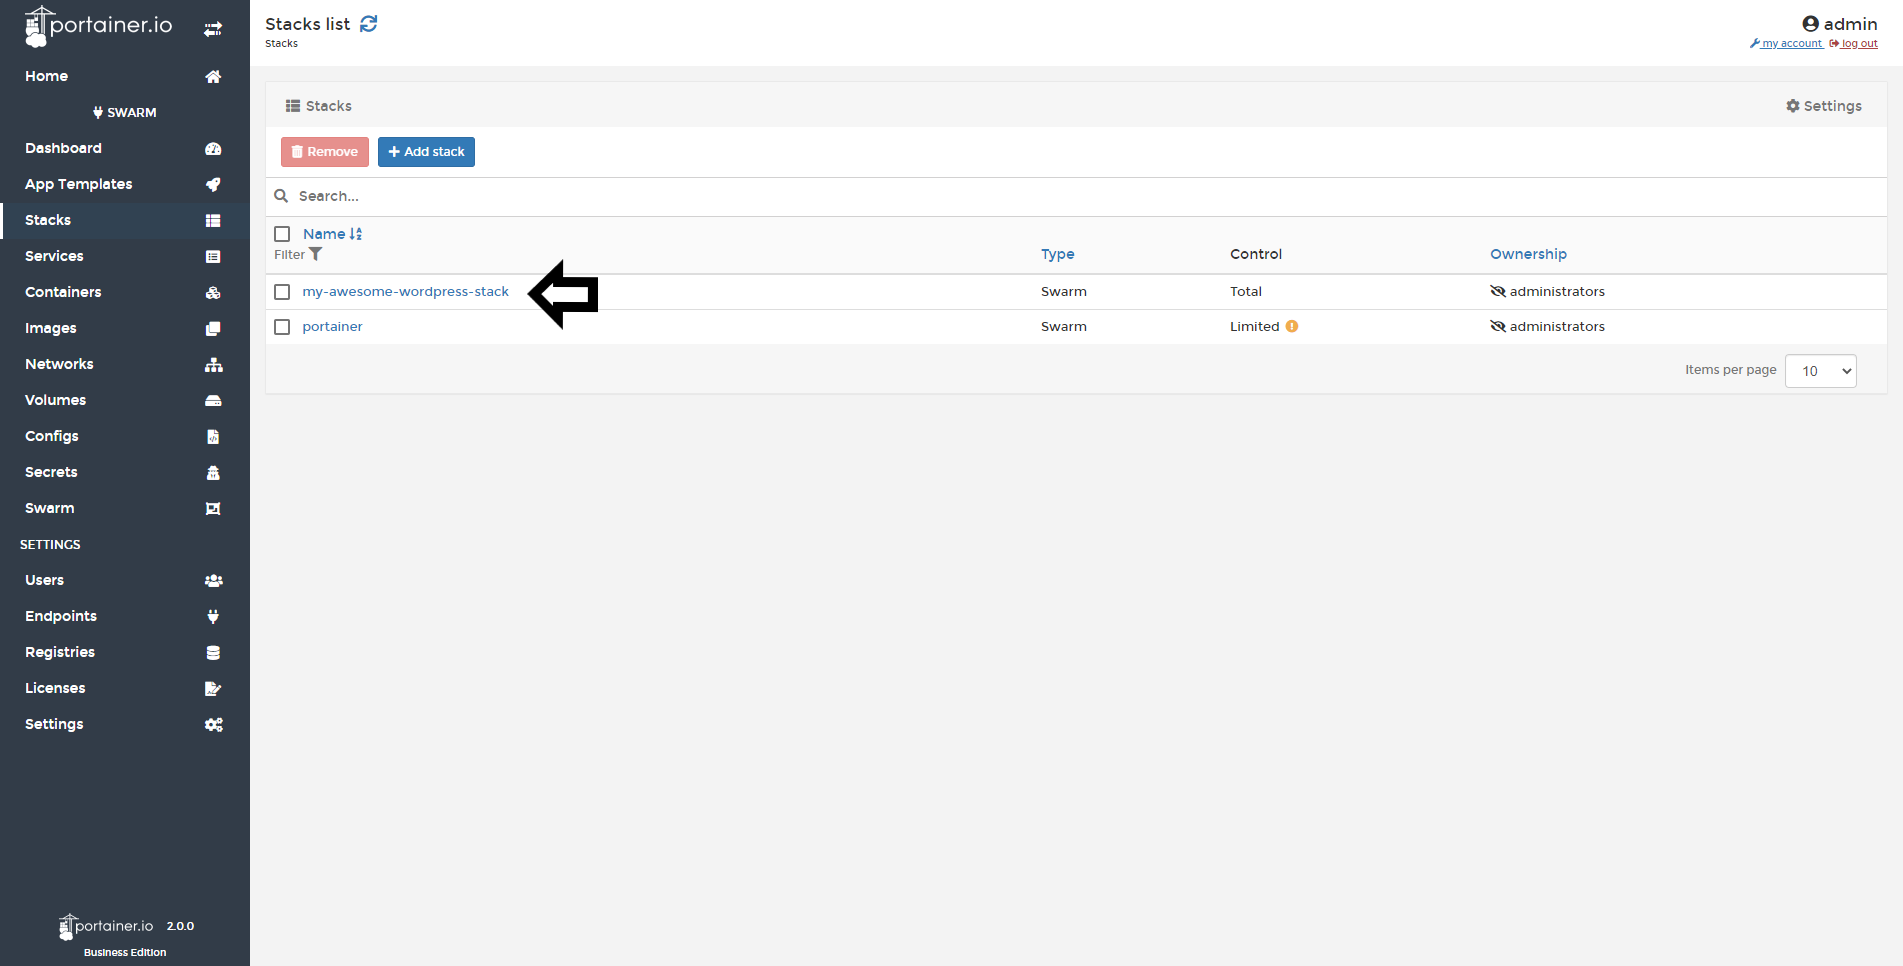 portainer.io
Home
SWARM
Dashboard
App Templates
Stacks
Services
Containers
Images
Networks
Volumes
Configs
Secrets
Swarm
SETTINGS
Users
Endpoints
Registries
Licenses
Settings
portainer.io 2.0.0
Business Edition
Stacks list
Stacks
admin
my account log out
Stacks
Settings
Remove Add stack
Search...
Name
Filter Type Control Ownership
my-awesome-wordpress-stack Swarm Total administrators
portainer Swarm Limited administrators
Items per page 10